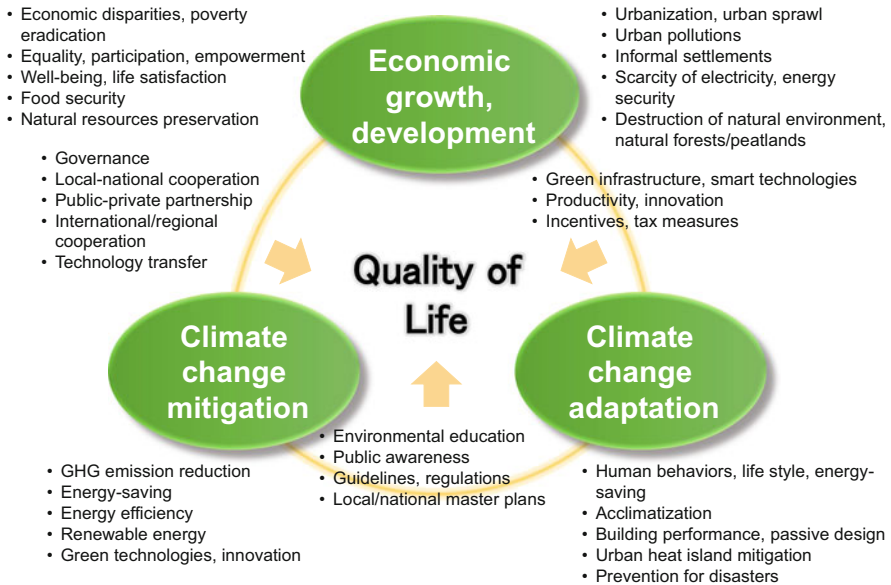 • Economic disparities, poverty
eradication
• Equality, participation, empowerment
• Well-being, life satisfaction
• Food security
• Natural resources preservation
Economic
growth,
development
• Urbanization, urban sprawl
• Urban pollutions
• Informal settlements
• Scarcity of electricity, energy
security
• Destruction of natural environment,
natural forests/peatlands
• Governance
• Local-national cooperation
• Public-private partnership
• International/regional
cooperation
• Technology transfer
• Green infrastructure, smart technologies
• Productivity, innovation
• Incentives, tax measures
Quality of
Life
Climate
change
mitigation
Climate
change
adaptation
• Environmental education
• Public awareness
• Guidelines, regulations
• Local/national master plans
• GHG emission reduction
• Energy-saving
• Energy efficiency
• Renewable energy
• Green technologies, innovation
• Human behaviors, life style, energy-
saving
• Acclimatization
• Building performance, passive design
• Urban heat island mitigation
• Prevention for disasters